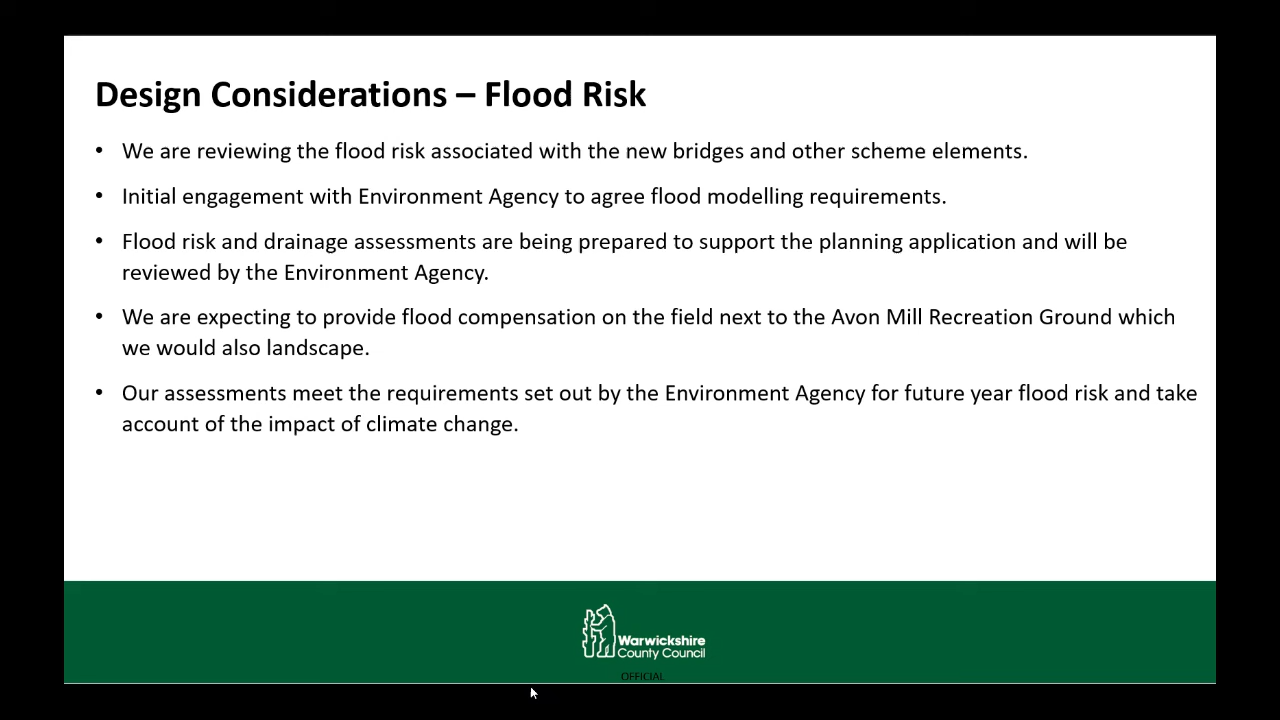 Design Considerations – Flood Risk
• We are reviewing the flood risk associated with the new bridges and other scheme elements.
• Initial engagement with Environment Agency to agree flood modelling requirements.
• Flood risk and drainage assessments are being prepared to support the planning application and will be
reviewed by the Environment Agency.
• We are expecting to provide flood compensation on the field next to the Avon Mill Recreation Ground which
we would also landscape.
• Our assessments meet the requirements set out by the Environment Agency for future year flood risk and take
account of the impact of climate change.
Warwickshire
County Council
OFFICIAL